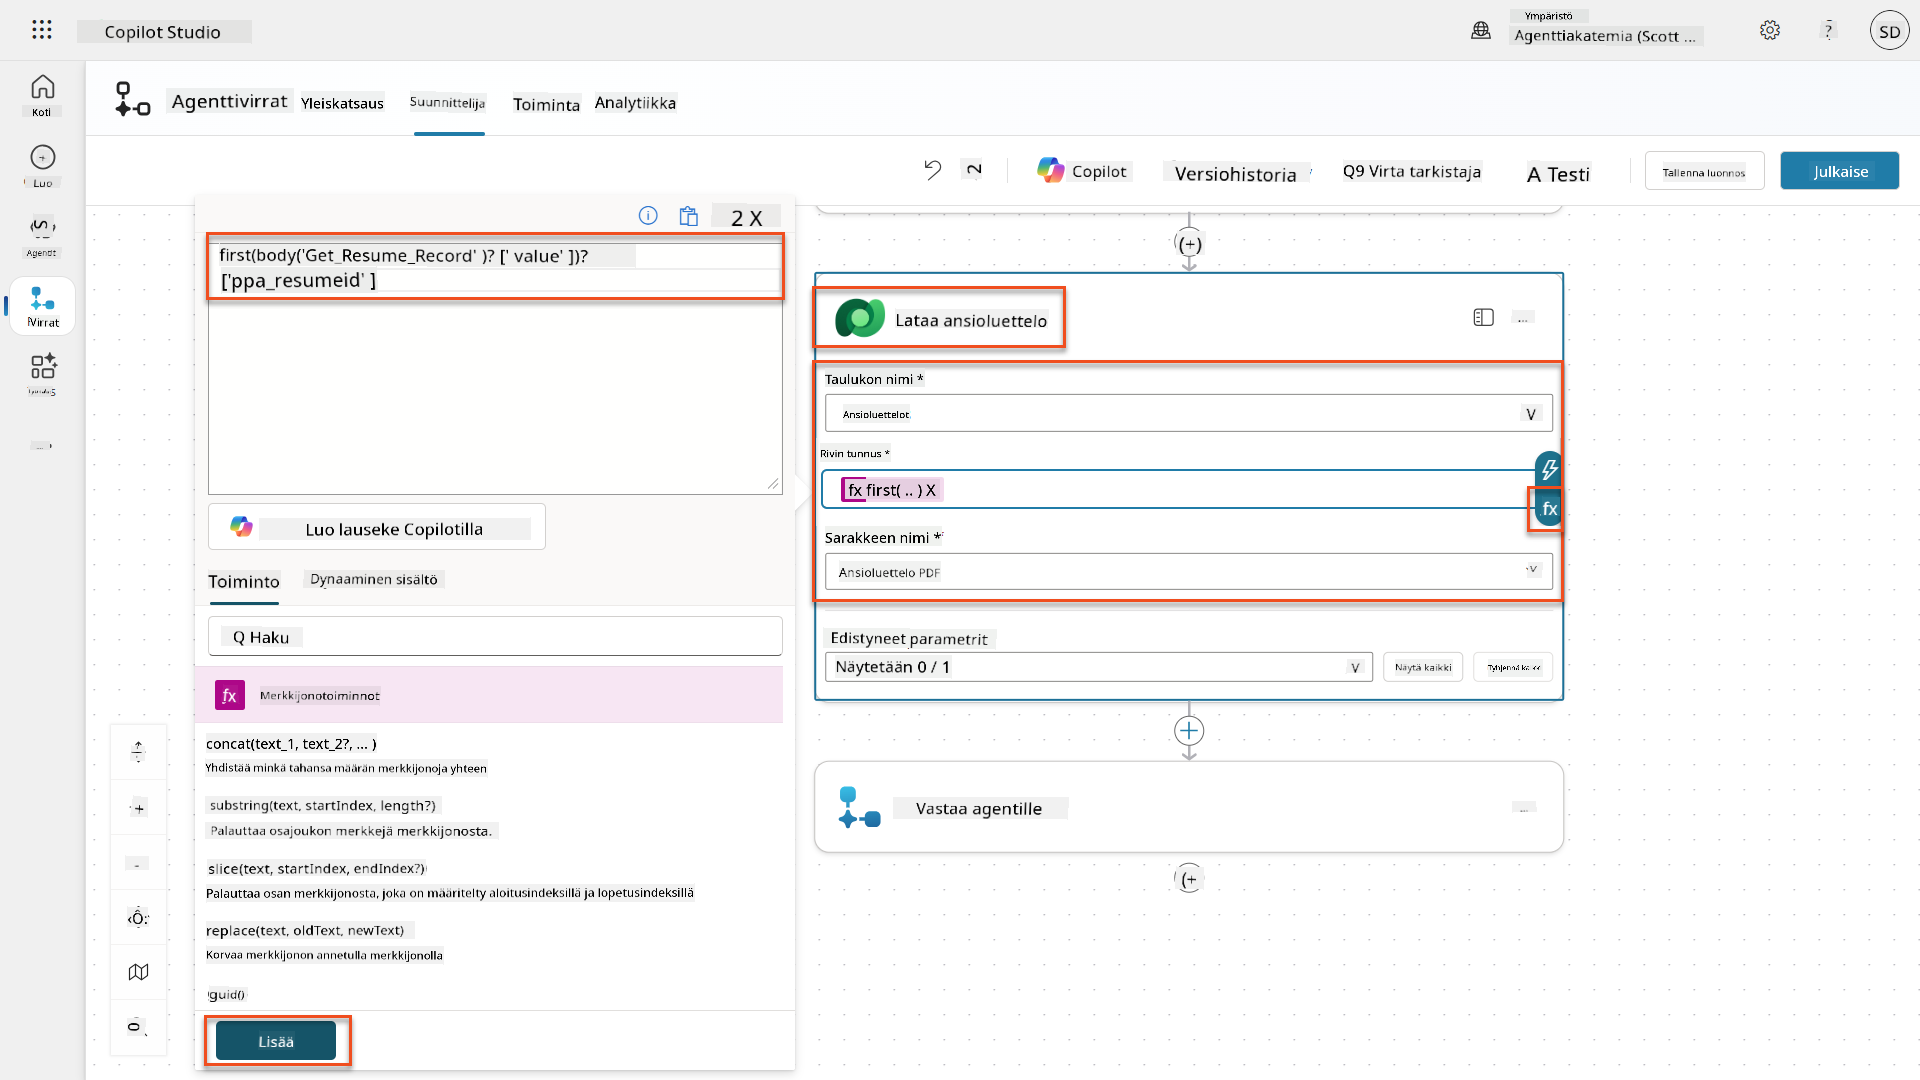 Copilot Studio
Ympäristö
Agenttiakatemia (Scott ...
?
SD
Koti
Luo
Agentit
Virrat
Agenttivirrat
Yleiskatsaus
Suunnittelija
Toiminta
Analytiikka
2
Copilot
Versiohistoria
Q9 Virta tarkistaja
A Testi
Tallenna luonnos
Julkaise
2 X
first(body('Get_Resume_Record' )? [' value' ])?
['ppa_resumeid' ]
Luo lauseke Copilotilla
Toiminto
Dynaaminen sisältö
Q Haku
fx
Merkkijonotoiminnot
concat(text_1, text_2?, ... )
Yhdistää minkä tahansa määrän merkkijonoja yhteen
substring(text, startIndex, length?)
Palauttaa osajoukon merkkejä merkkijonosta.
slice(text, startIndex, endIndex?)
Palauttaa osan merkkijonosta, joka on määritelty aloitusindeksillä ja lopetusindeksillä
replace(text, oldText, newText)
Korvaa merkkijonon annetulla merkkijonolla
guid()
Lisää
(+)
Lataa ansioluettelo
...
Taulukon nimi *
Ansioluettelot
V
Rivin tunnus *
fx first( .. ) X
fx
Sarakkeen nimi *
Ansioluettelo PDF
V
Edistyneet parametrit
Näytetään 0 / 1
V
Näytä kaikki
Vastaa agentille
...
(+